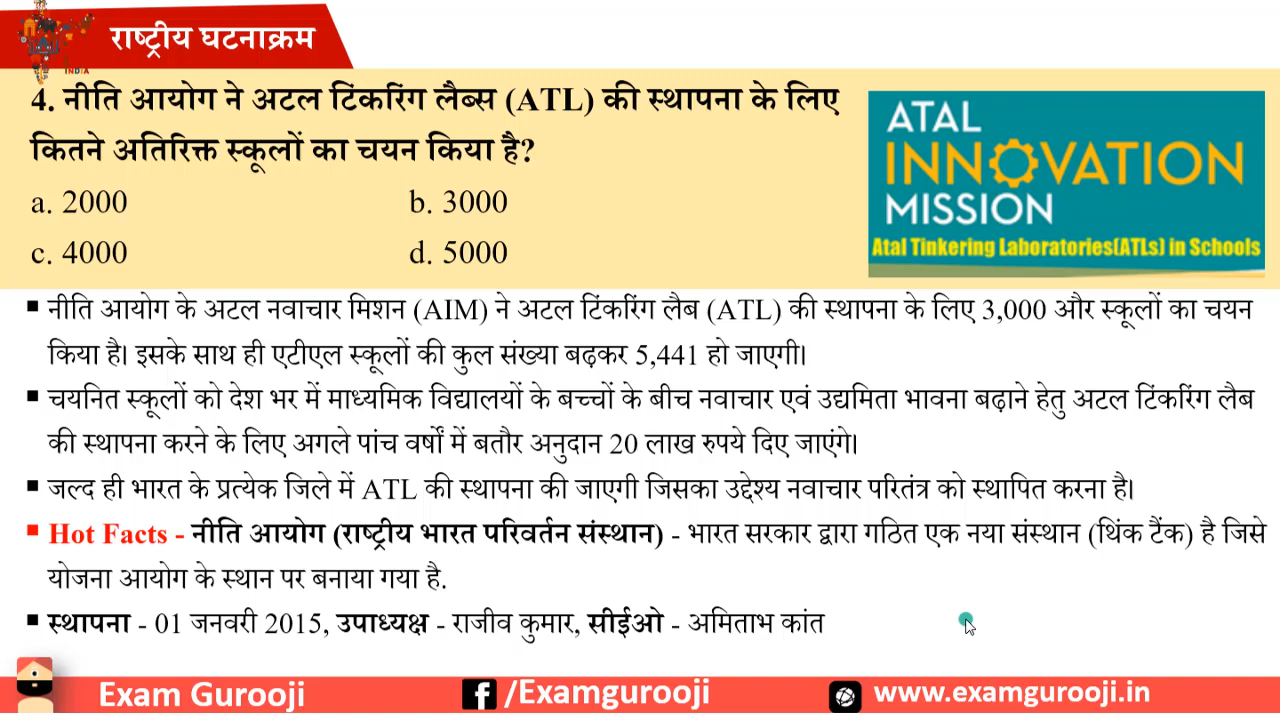 राष्ट्रीय घटनाक्रम
INDIA
4. नीति आयोग ने अटल टिंकरिंग लैब्स (ATL) की स्थापना के लिए
कितने अतिरिक्त स्कूलों का चयन किया है?
a. 2000 b. 3000
c. 4000 d. 5000
ATAL
INNOVATION
MISSION
Atal Tinkering Laboratories(ATLs) in Schools
▪ नीति आयोग के अटल नवाचार मिशन (AIM) ने अटल टिंकरिंग लैब (ATL) की स्थापना के लिए 3,000 और स्कूलों का चयन
किया है। इसके साथ ही एटीएल स्कूलों की कुल संख्या बढ़कर 5,441 हो जाएगी।
▪ चयनित स्कूलों को देश भर में माध्यमिक विद्यालयों के बच्चों के बीच नवाचार एवं उद्यमिता भावना बढ़ाने हेतु अटल टिंकरिंग लैब
की स्थापना करने के लिए अगले पांच वर्षों में बतौर अनुदान 20 लाख रुपये दिए जाएंगे।
▪ जल्द ही भारत के प्रत्येक जिले में ATL की स्थापना की जाएगी जिसका उद्देश्य नवाचार परितंत्र को स्थापित करना है।
▪ Hot Facts - नीति आयोग (राष्ट्रीय भारत परिवर्तन संस्थान) - भारत सरकार द्वारा गठित एक नया संस्थान (थिंक टैंक) है जिसे
योजना आयोग के स्थान पर बनाया गया है.
▪ स्थापना - 01 जनवरी 2015, उपाध्यक्ष - राजीव कुमार, सीईओ - अमिताभ कांत
Exam Gurooji /Examgurooji www.examgurooji.in